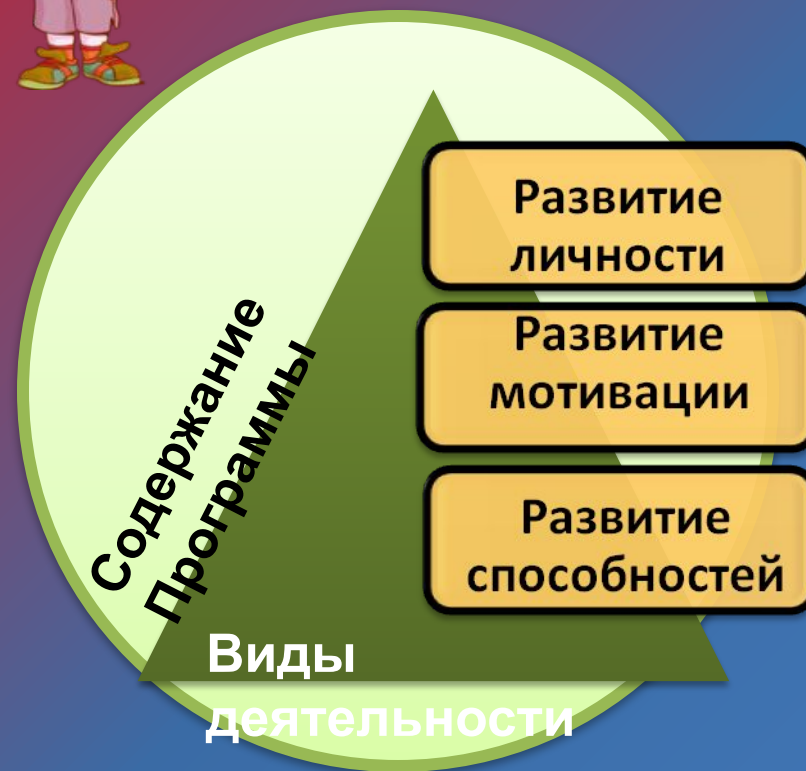 Содержание
Программы
Развитие
личности
Развитие
мотивации
Развитие
способностей
Виды
деятельности